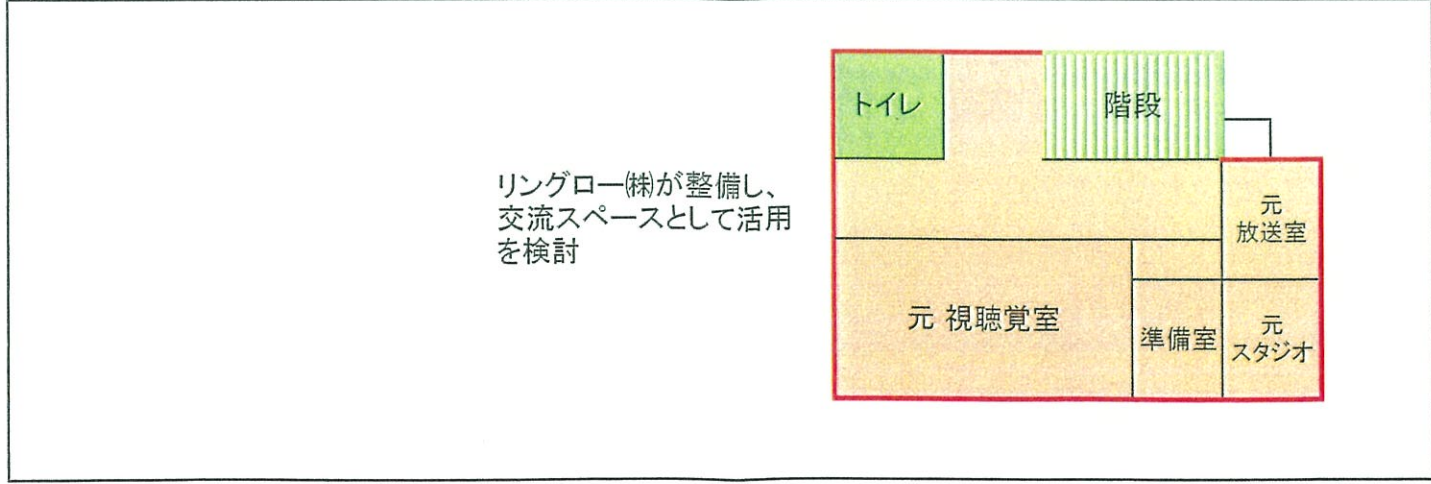 トイレ
階段
リングロー㈱が整備し、
交流スペースとして活用
を検討
元
放送室
元 視聴覚室
準備室
元
スタジオ